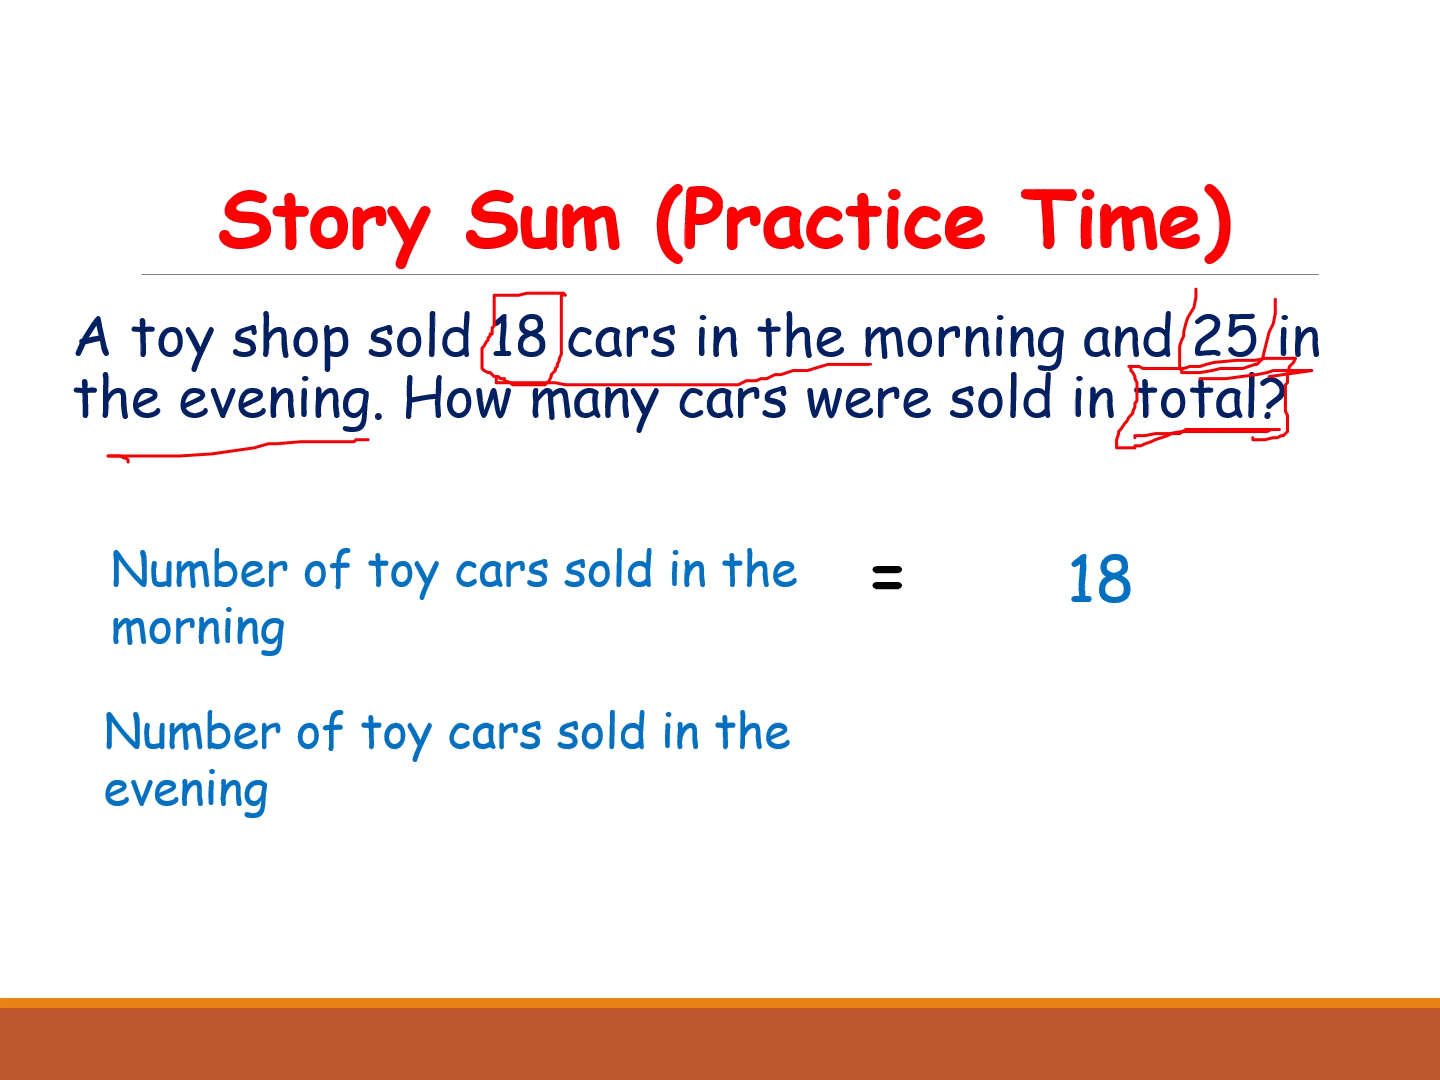 Story Sum (Practice Time)
A toy shop sold 18 cars in the morning and 25 in
the evening. How many cars were sold in total?
Number of toy cars sold in the = 18
morning
Number of toy cars sold in the
evening